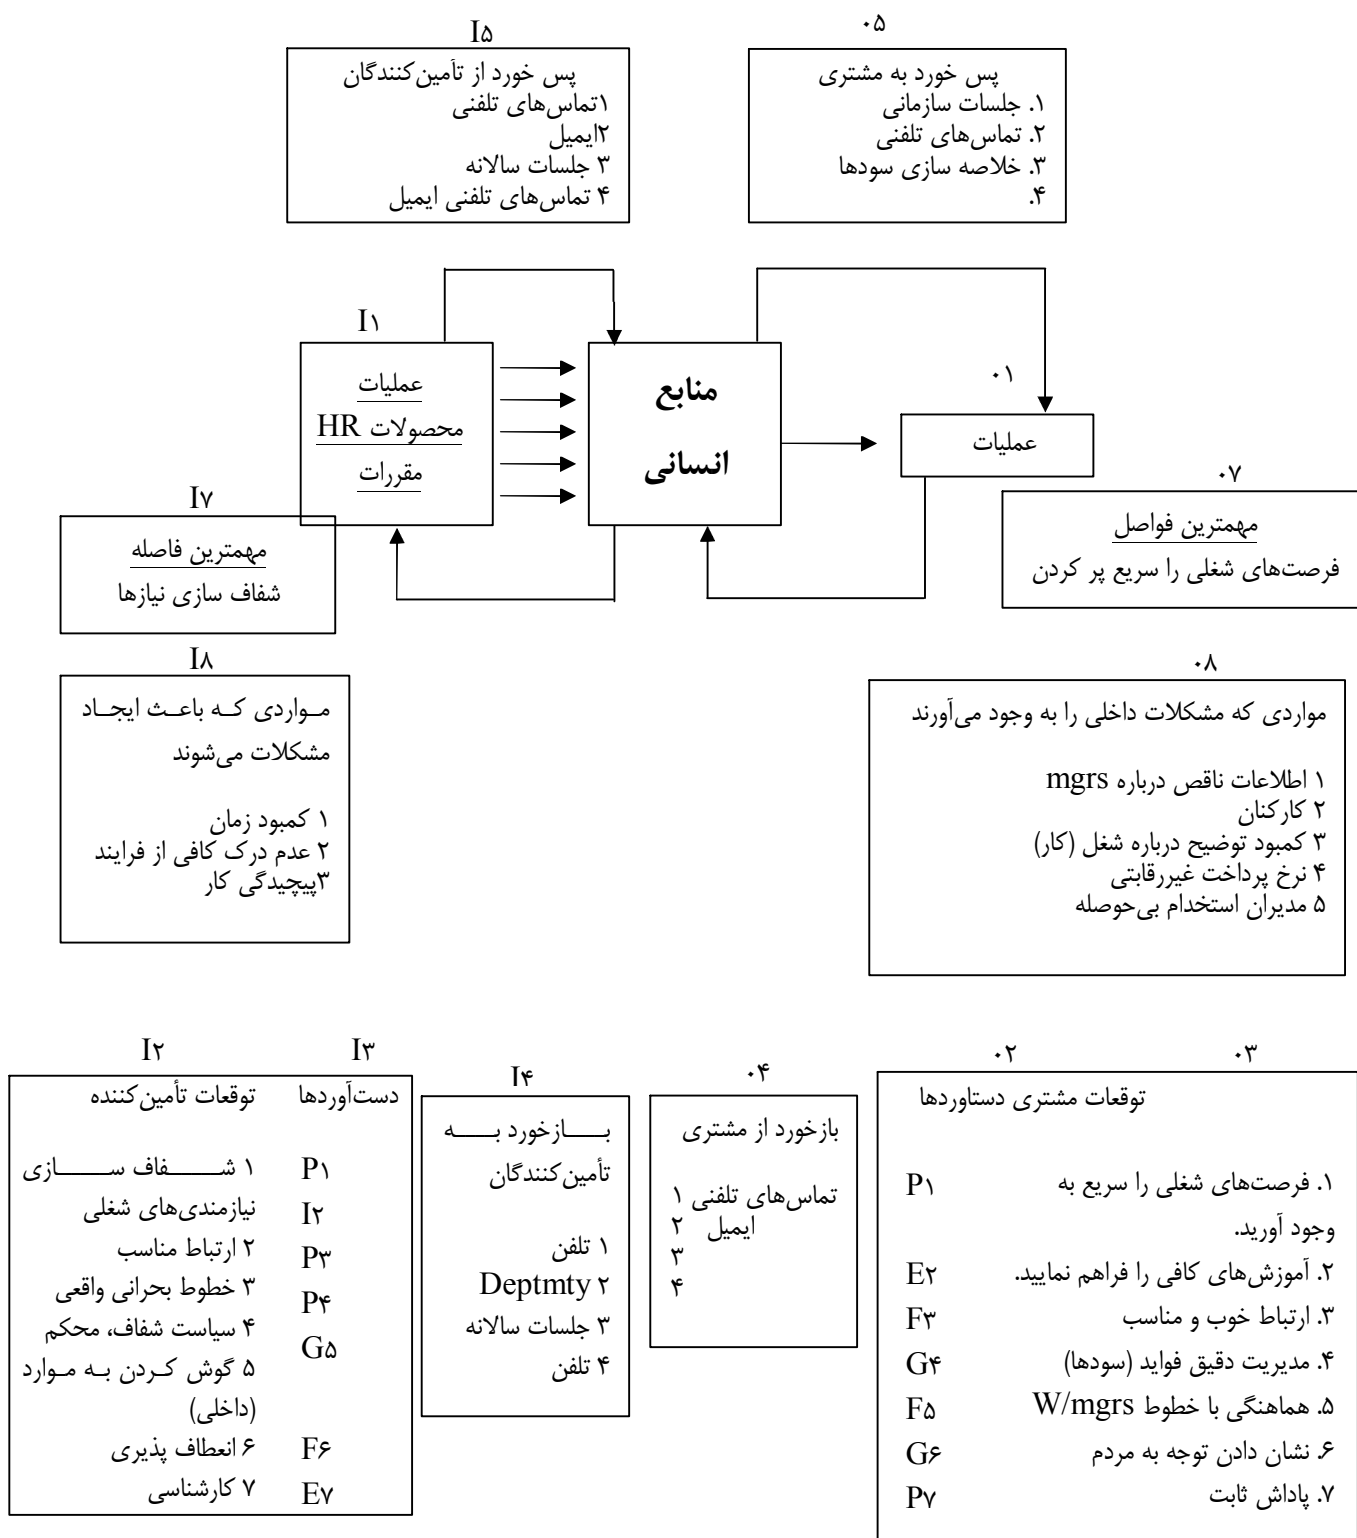 I۵
۰۵
پس خورد از تأمین‌کنندگان
۱تماس‌های تلفنی
۲ایمیل
۳ جلسات سالانه
۴ تماس‌های تلفنی ایمیل
پس خورد به مشتری
۱. جلسات سازمانی
۲. تماس‌های تلفنی
۳. خلاصه سازی سودها
۴.
I۱
عملیات
محصولات HR
مقررات
منابع
انسانی
۰۱
عملیات
I۷
مهمترین فاصله
شفاف سازی نیازها
۰۷
مهمترین فواصل
فرصت‌های شغلی را سریع پر کردن
I۸
مـواردی کـه باعـث ایجـاد
مشکلات می‌شوند
۱ کمبود زمان
۲ عدم درک کافی از فرایند
۳پیچیدگی کار
۰۸
مواردی که مشکلات داخلی را به وجود می‌آورند
۱ اطلاعات ناقص درباره mgrs
۲ کارکنان
۳ کمبود توضیح درباره شغل (کار)
۴ نرخ پرداخت غیررقابتی
۵ مدیران استخدام بی‌حوصله
I۲
I۳
دست‌آوردها
توقعات تأمین‌کننده
۱ شـــــفاف ســــــازی
نیازمندی‌های شغلی
۲ ارتباط مناسب
۳ خطوط بحرانی واقعی
۴ سیاست شفاف، محکم
۵ گوش کـردن بـه مـوارد
(داخلی)
۶ انعطاف پذیری
۷ کارشناسی
P۱
I۲
P۳
P۴
G۵
F۶
E۷
I۴
بـــــازخورد بـــــه
تأمین‌کنندگان
۱ تلفن
۲ Deptmty
۳ جلسات سالانه
۴ تلفن
۰۴
بازخورد از مشتری
تماس‌های تلفنی ۱
ایمیل ۲
۳
۴
۰۲
۰۳
توقعات مشتری دستاوردها
۱. فرصت‌های شغلی را سریع به
وجود آورید.
۲. آموزش‌های کافی را فراهم نمایید.
۳. ارتباط خوب و مناسب
۴. مدیریت دقیق فواید (سودها)
۵. هماهنگی با خطوط W/mgrs
۶. نشان دادن توجه به مردم
۷. پاداش ثابت
P۱
E۲
F۳
G۴
F۵
G۶
P۷